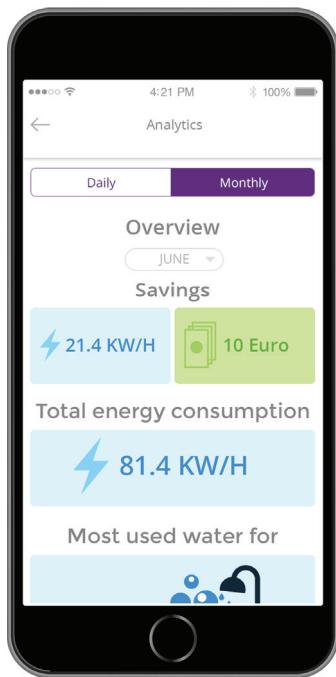 4:21 PM
100%
Analytics
Daily Monthly
Overview
JUNE
Savings
21.4 KW/H 10 Euro
Total energy consumption
81.4 KW/H
Most used water for